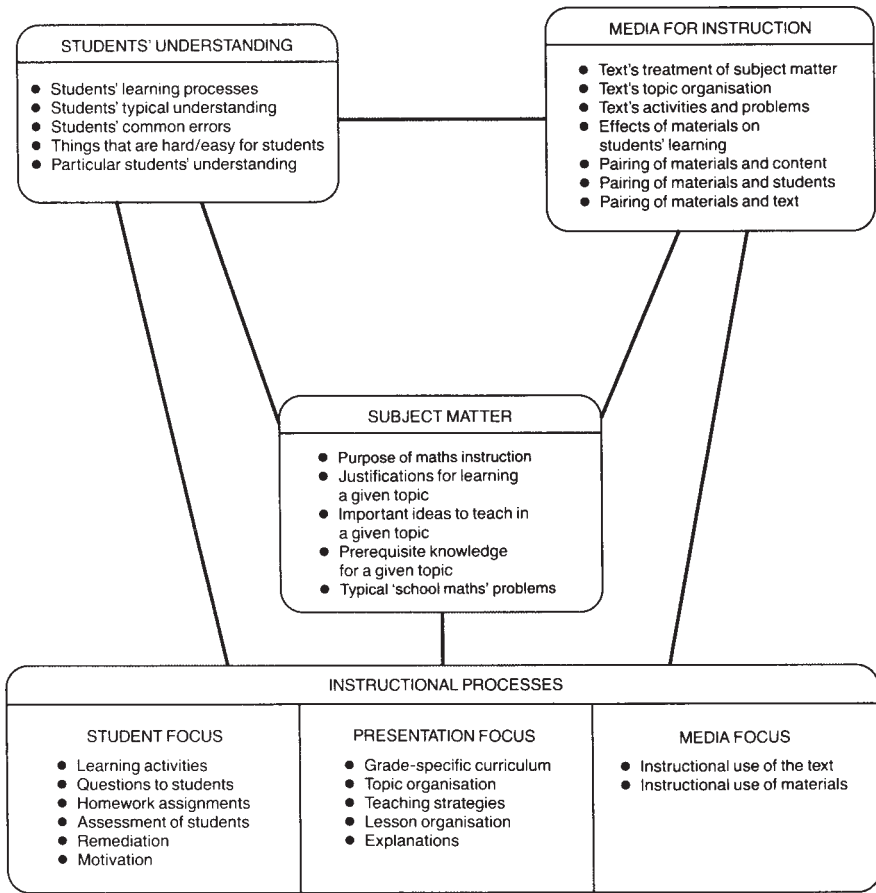 STUDENTS' UNDERSTANDING
● Students' learning processes
● Students' typical understanding
● Students' common errors
● Things that are hard/easy for students
● Particular students' understanding
MEDIA FOR INSTRUCTION
● Text's treatment of subject matter
● Text's topic organisation
● Text's activities and problems
● Effects of materials on
students' learning
● Pairing of materials and content
● Pairing of materials and students
● Pairing of materials and text
SUBJECT MATTER
● Purpose of maths instruction
● Justifications for learning
a given topic
● Important ideas to teach in
a given topic
● Prerequisite knowledge
for a given topic
● Typical 'school maths' problems
INSTRUCTIONAL PROCESSES
STUDENT FOCUS
● Learning activities
● Questions to students
● Homework assignments
● Assessment of students
● Remediation
● Motivation
PRESENTATION FOCUS
● Grade-specific curriculum
● Topic organisation
● Teaching strategies
● Lesson organisation
● Explanations
MEDIA FOCUS
● Instructional use of the text
● Instructional use of materials